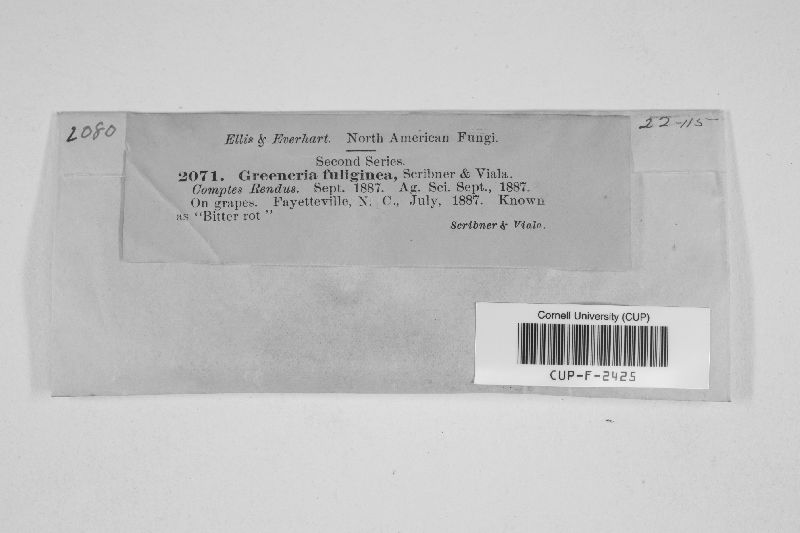 2080
22-115
Ellis & Everhart. North American Fungi.
Second Series.
2071. Greeneria fuliginea, Scribner & Viala.
Comptes Rendus. Sept. 1887. Ag. Sci. Sept., 1887.
On grapes. Fayetteville, N. C., July, 1887. Known
as "Bitter rot"
Scribner & Viala.
Cornell University (CUP)
CUP-F-2425